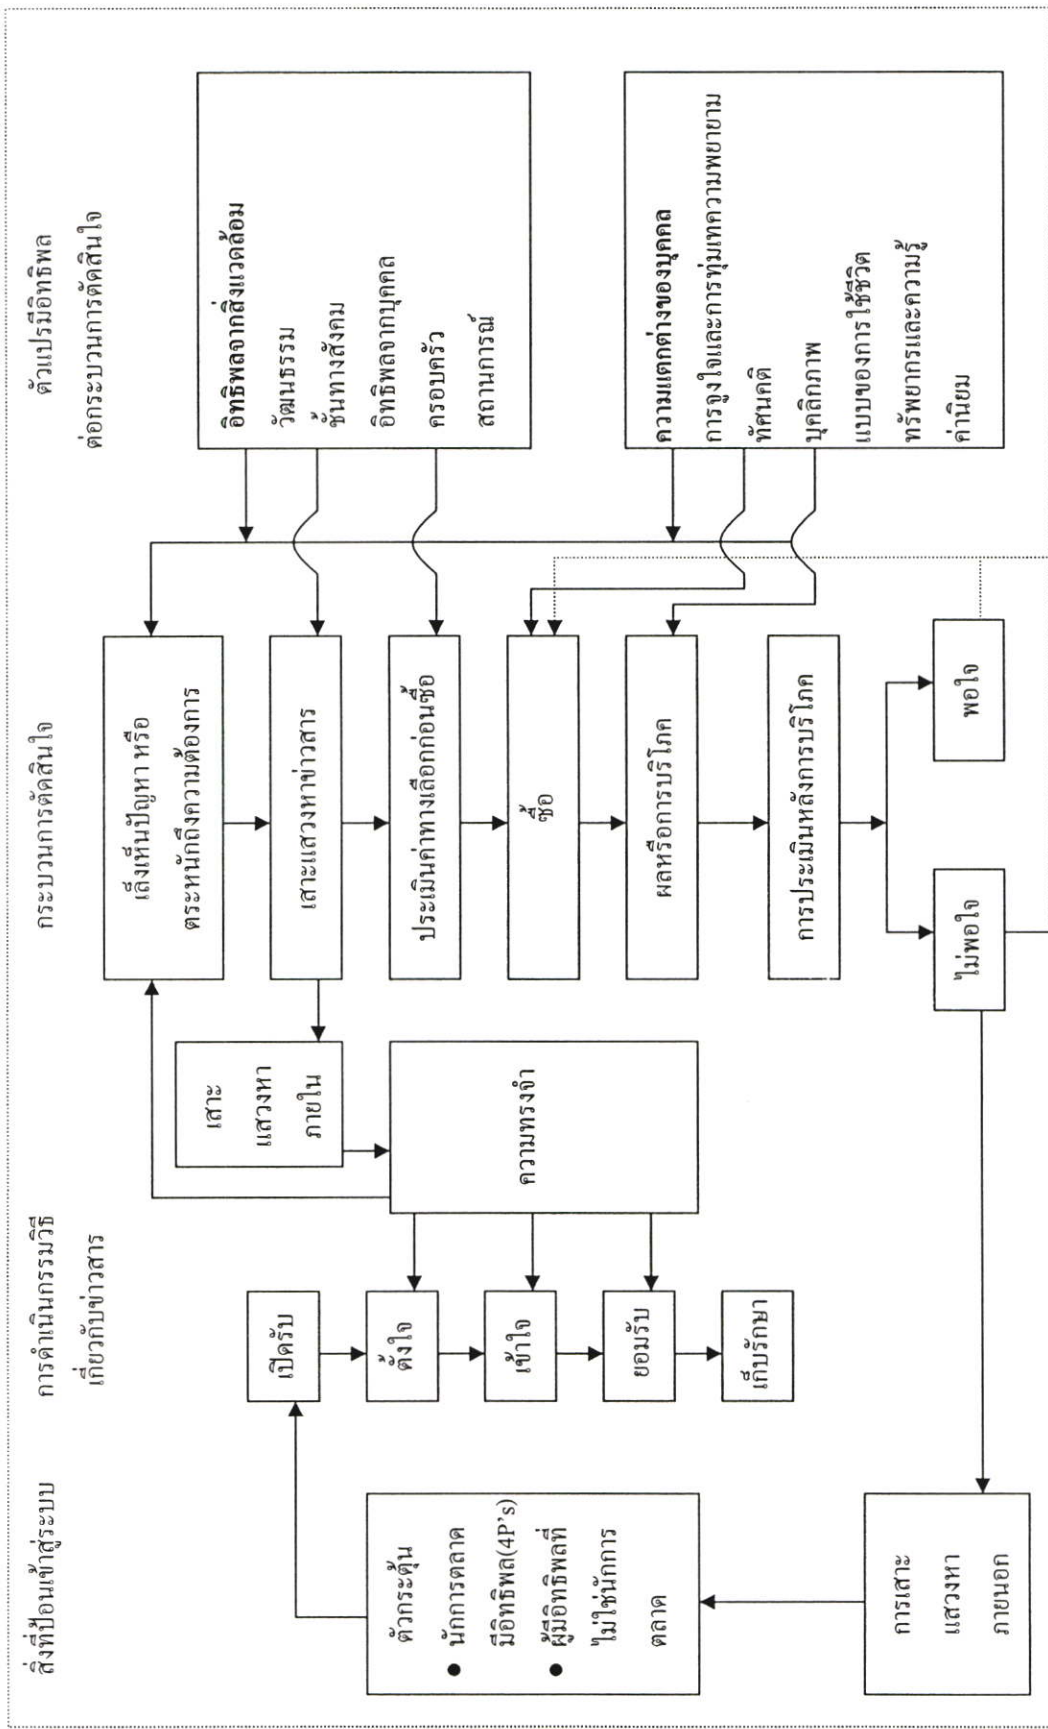 สิ่งที่ป้อนเข้าสู่ระบบ
การดำเนินกรรมวิธี
เกี่ยวกับข่าวสาร
กระบวนการตัดสินใจ
ตัวแปรมีอิทธิพล
ต่อกระบวนการตัดสินใจ
ตัวกระตุ้น
● นักการตลาด
มีอิทธิพล(4P's)
● ผู้มีอิทธิพลที่
ไม่ใช่นักการ
ตลาด
การเสาะ
แสวงหา
ภายนอก
เปิดรับ
ตั้งใจ
เข้าใจ
ยอมรับ
เก็บรักษา
เสาะ
แสวงหา
ภายใน
ความทรงจำ
เล็งเห็นปัญหา หรือ
ตระหนักถึงความต้องการ
เสาะแสวงหาข่าวสาร
ประเมินค่าทางเลือกก่อนซื้อ
ซื้อ
ผลหรือการบริโภค
การประเมินหลังการบริโภค
ไม่พอใจ
พอใจ
อิทธิพลจากสิ่งแวดล้อม
วัฒนธรรม
ชั้นทางสังคม
อิทธิพลจากบุคคล
ครอบครัว
สถานการณ์
ความแตกต่างของบุคคล
การจูงใจและการทุ่มเทความพยายาม
ทัศนคติ
บุคลิกภาพ
แบบของการใช้ชีวิต
ทรัพยากรและความรู้
ค่านิยม